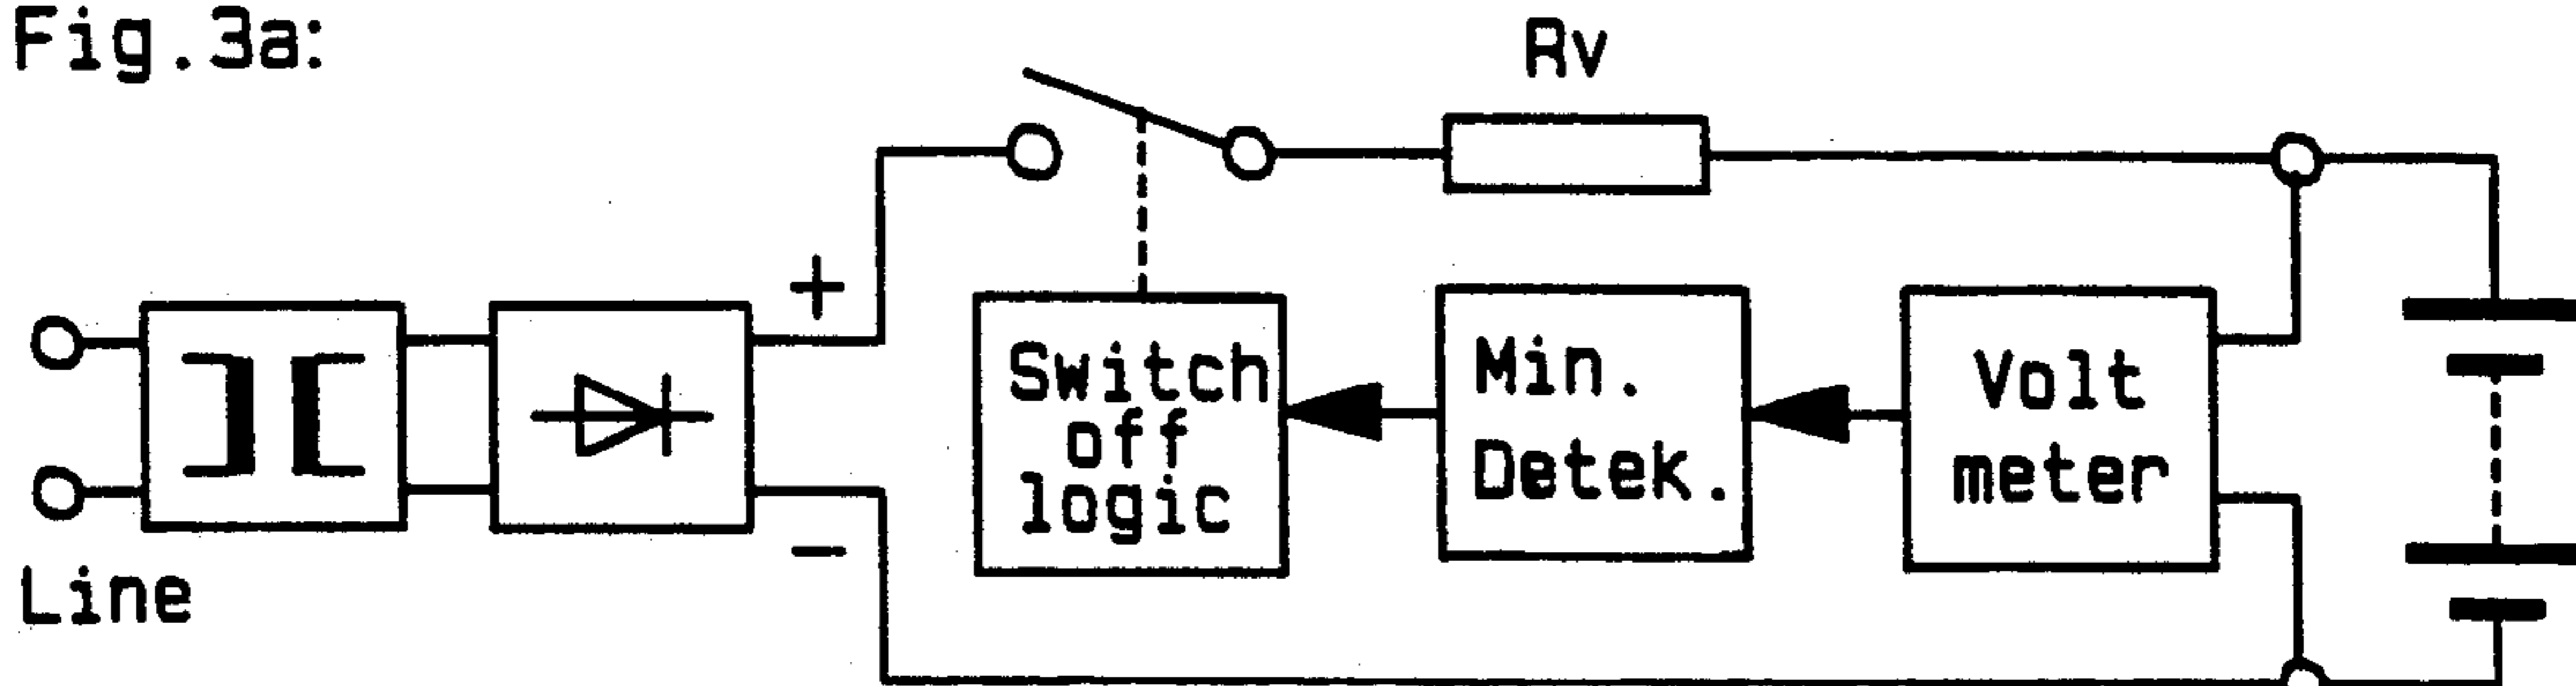 Fig.3a:
Rv
+
Switch
off
logic
Min.
Detek.
Volt
meter
−
Line